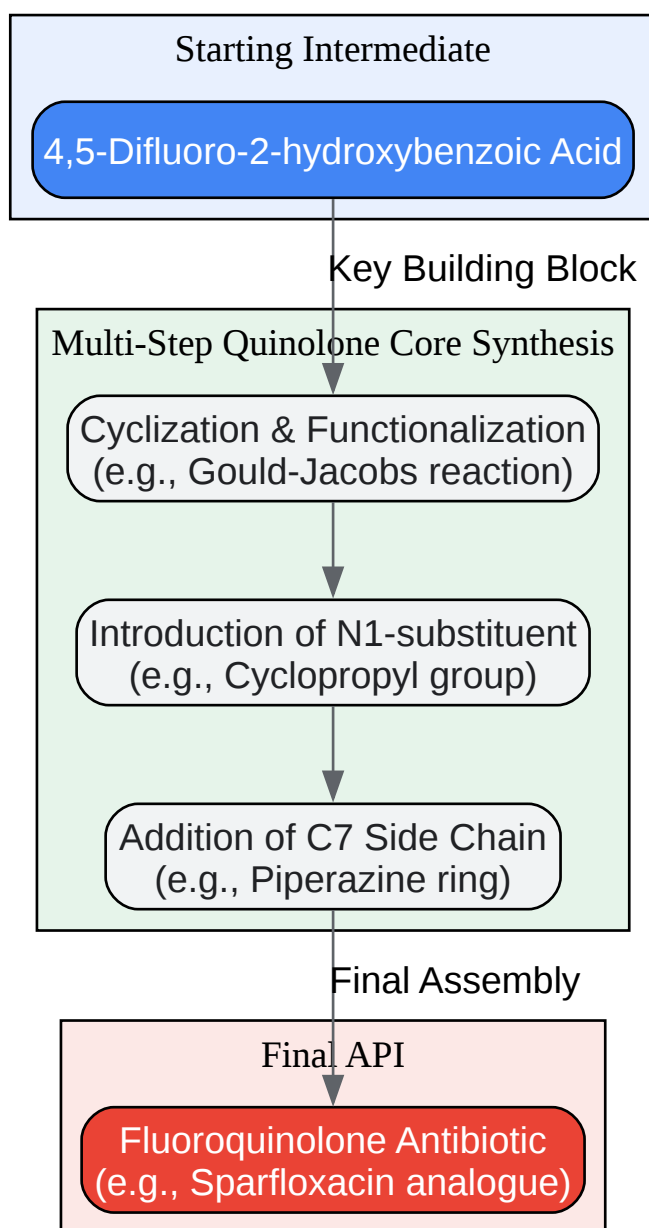 Starting Intermediate
4,5-Difluoro-2-hydroxybenzoic Acid
Key Building Block
Multi-Step Quinolone Core Synthesis
Cyclization & Functionalization
(e.g., Gould-Jacobs reaction)
Introduction of N1-substituent
(e.g., Cyclopropyl group)
Addition of C7 Side Chain
(e.g., Piperazine ring)
Final Assembly
Final API
Fluoroquinolone Antibiotic
(e.g., Sparfloxacin analogue)